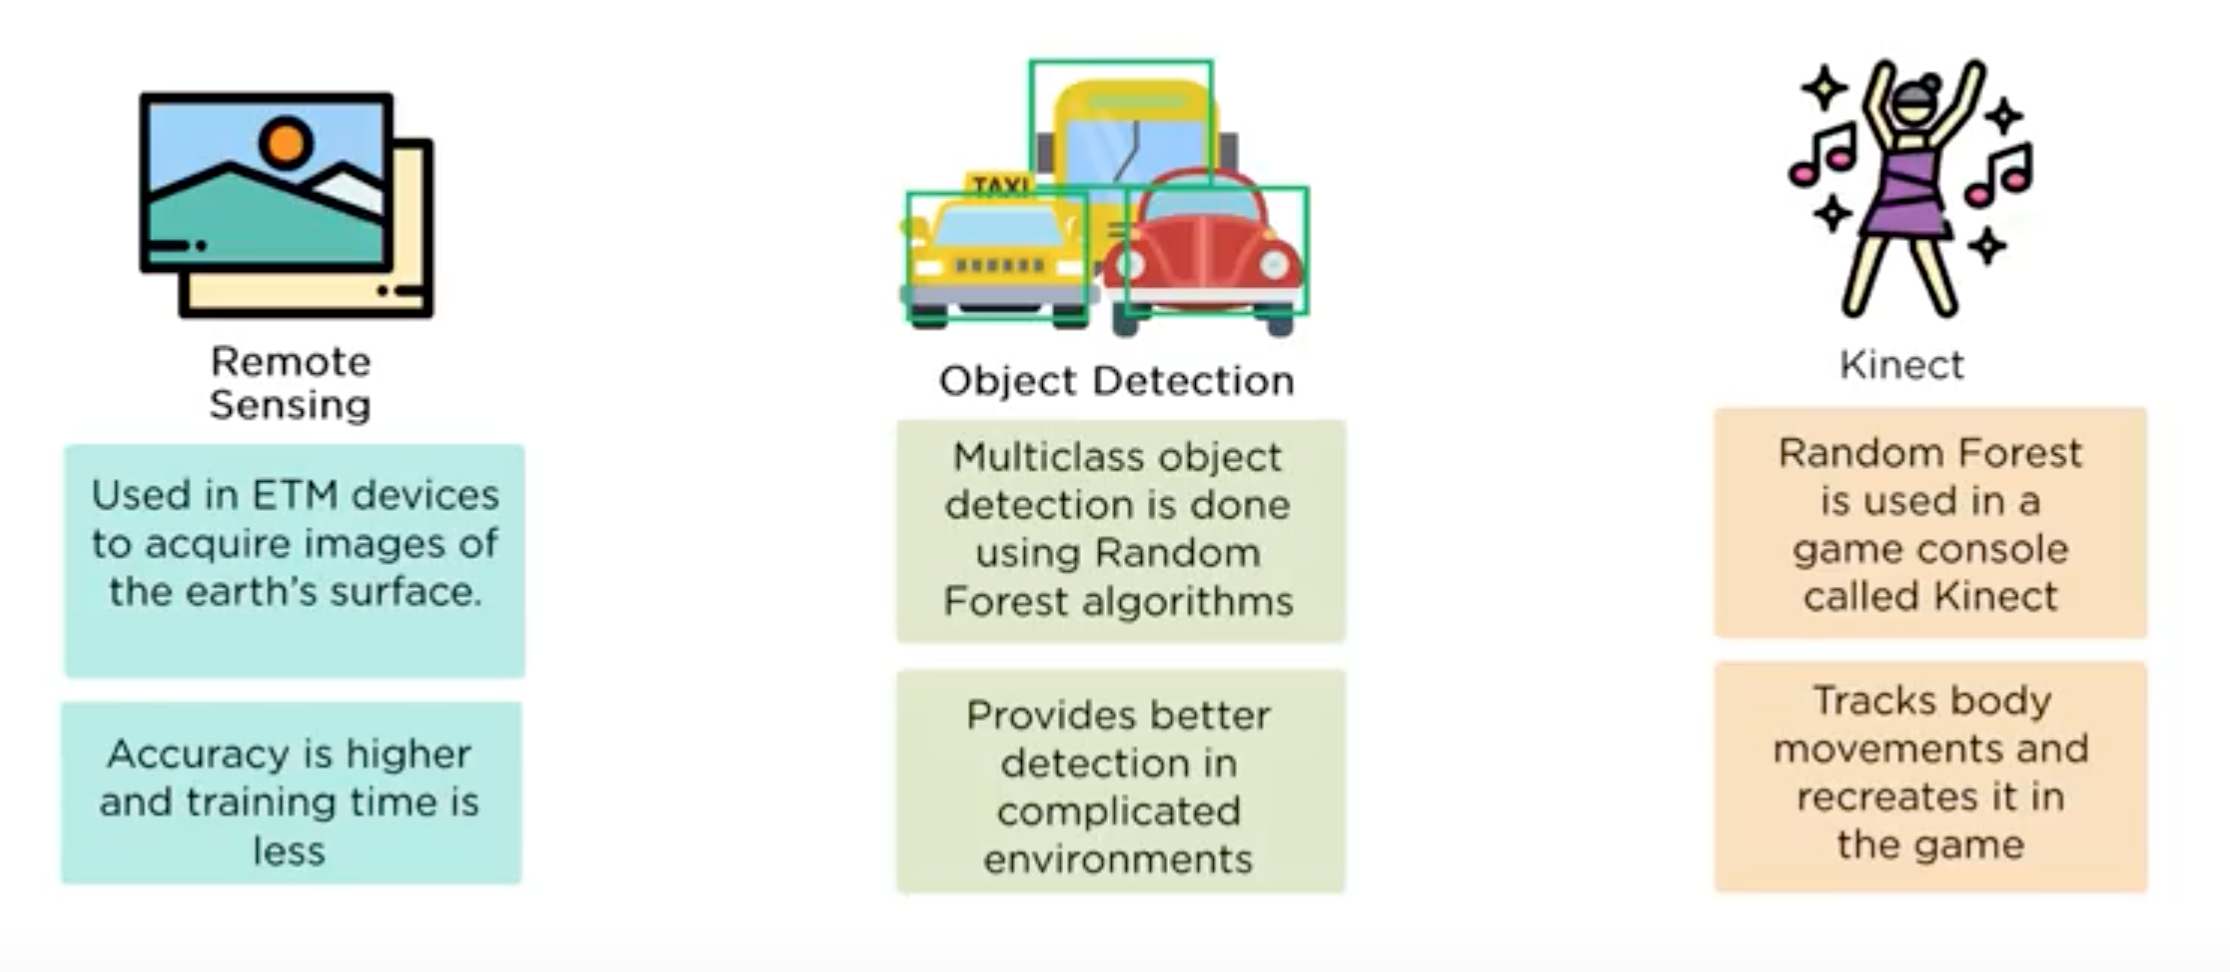 Remote
Sensing
Used in ETM devices
to acquire images of
the earth's surface.
Accuracy is higher
and training time is
less
TAXI
Object Detection
Multiclass object
detection is done
using Random
Forest algorithms
Provides better
detection in
complicated
environments
Kinect
Random Forest
is used in a
game console
called Kinect
Tracks body
movements and
recreates it in
the game